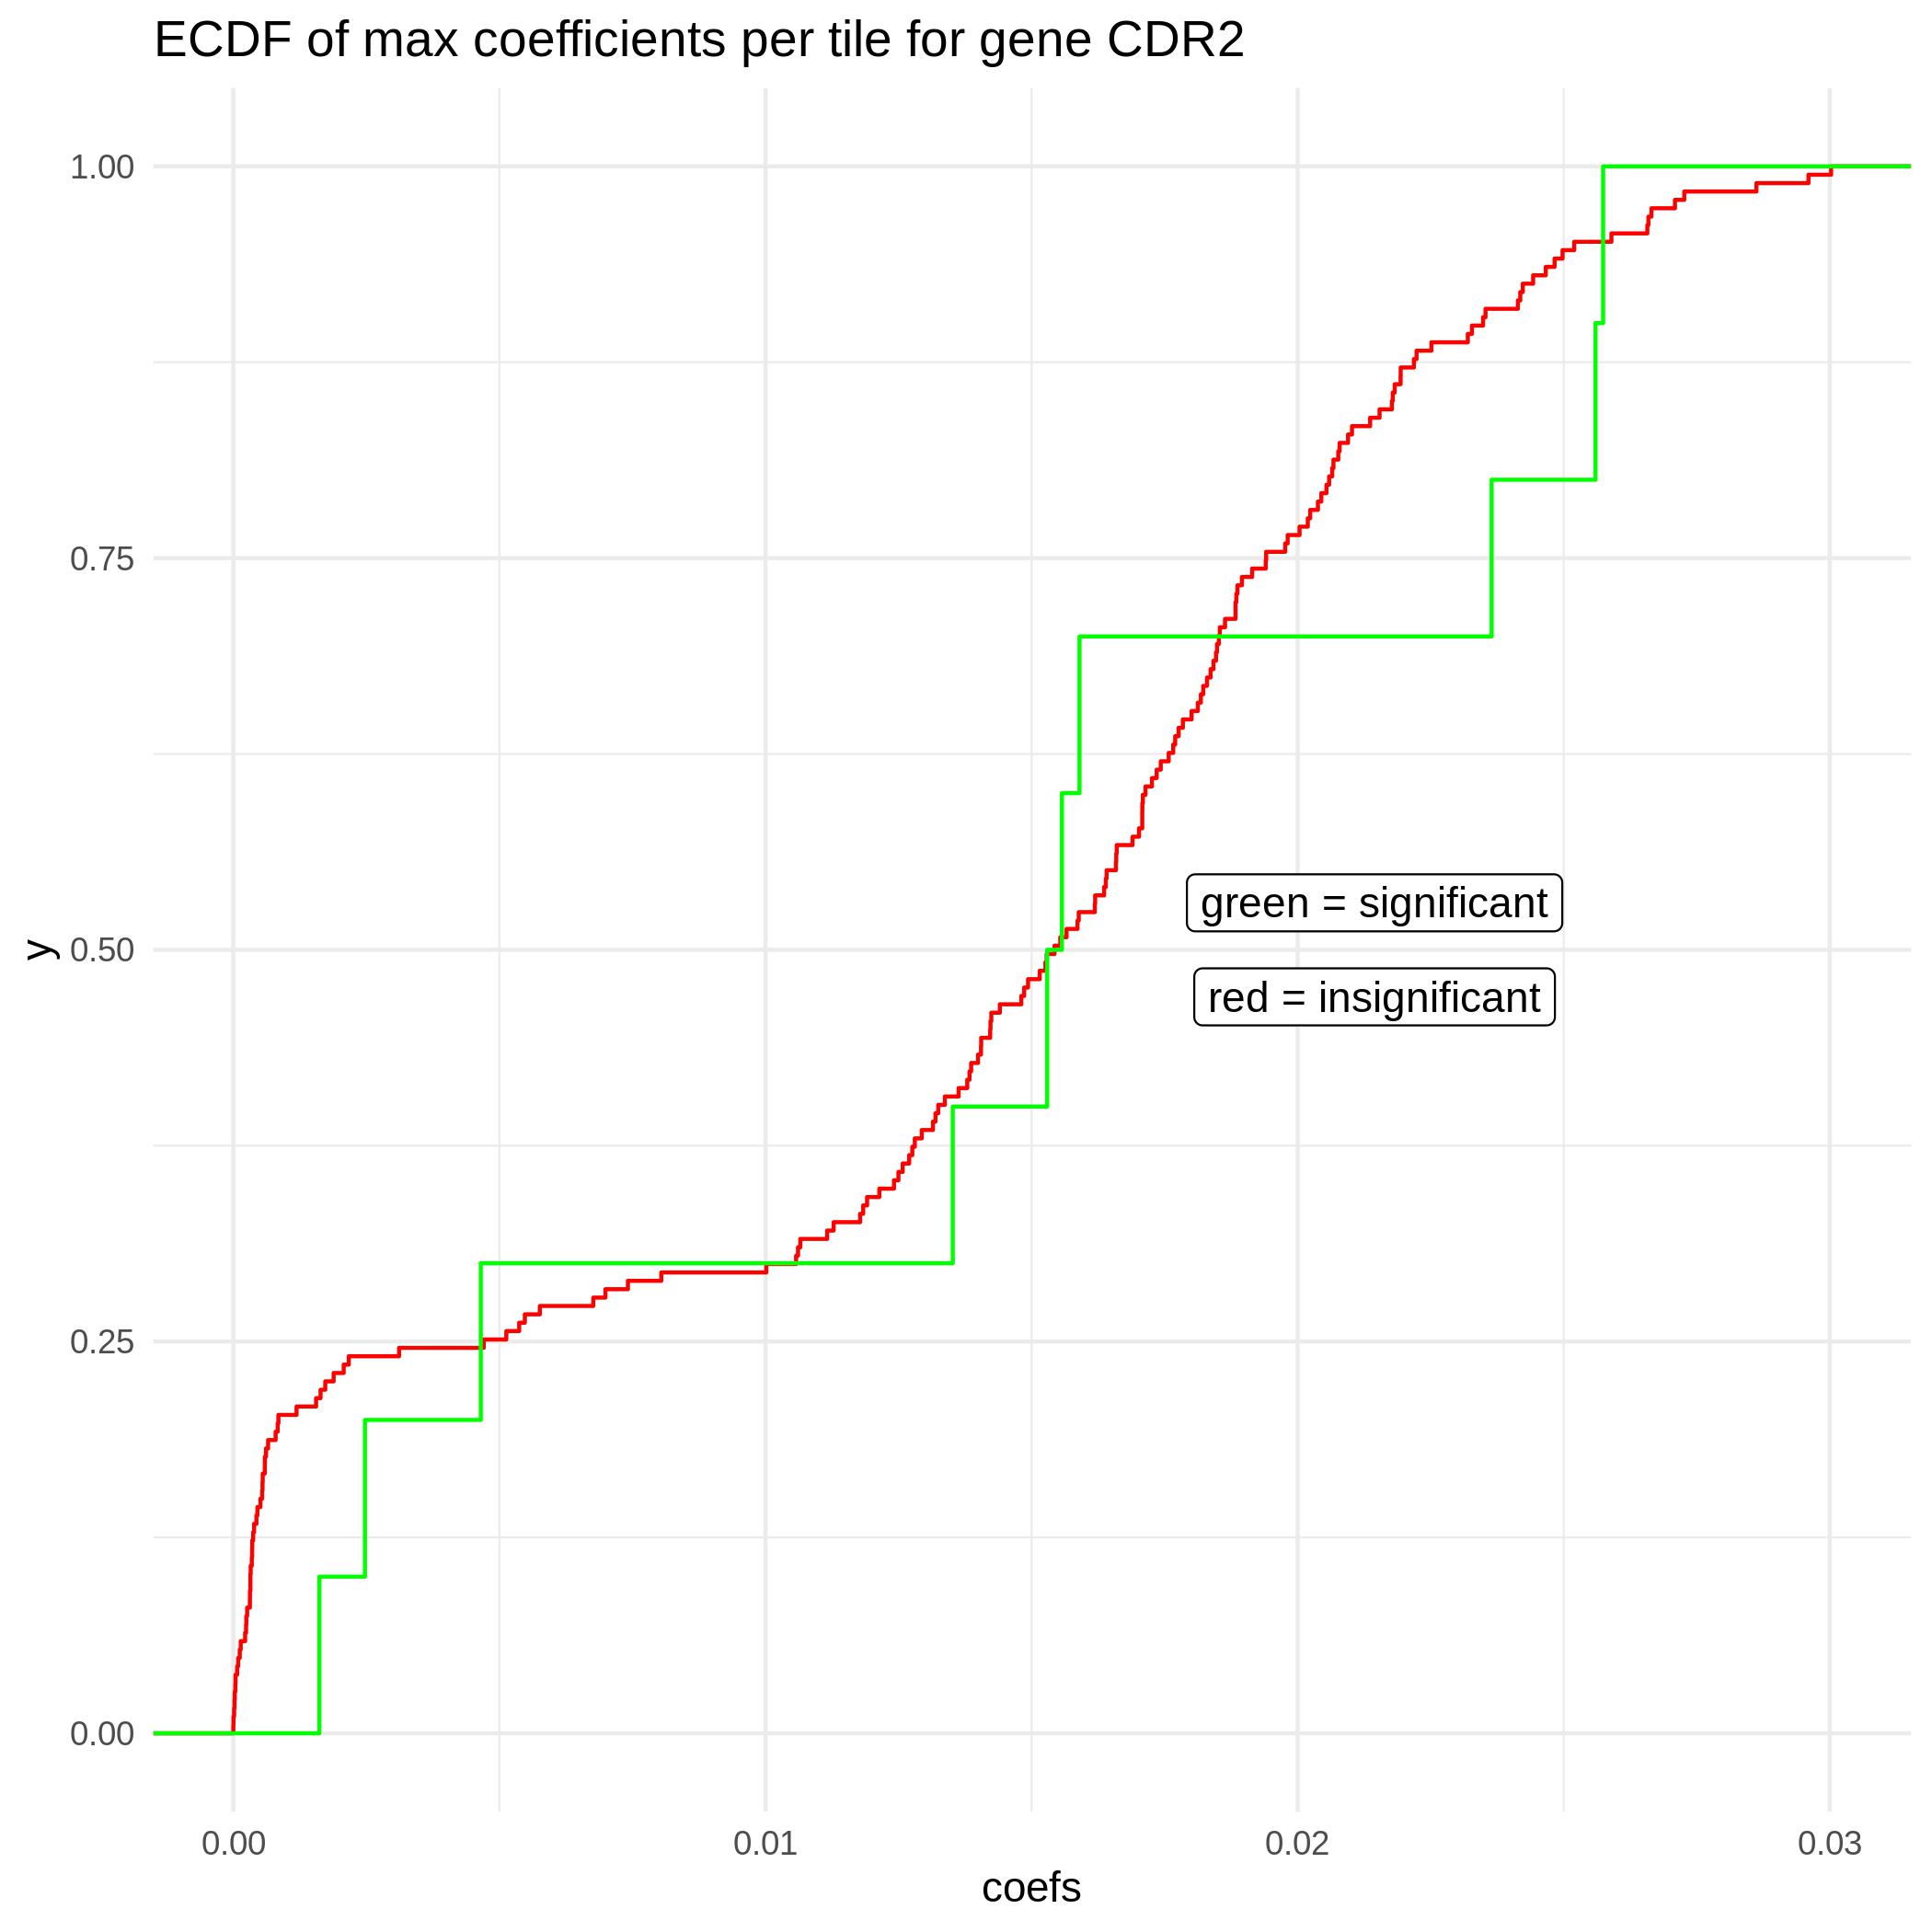 ECDF of max coefficients per tile for gene CDR2
1.00
0.75
0.50
0.25
0.00
y
green = significant
red = insignificant
0.00 0.01 0.02 0.03
coefs